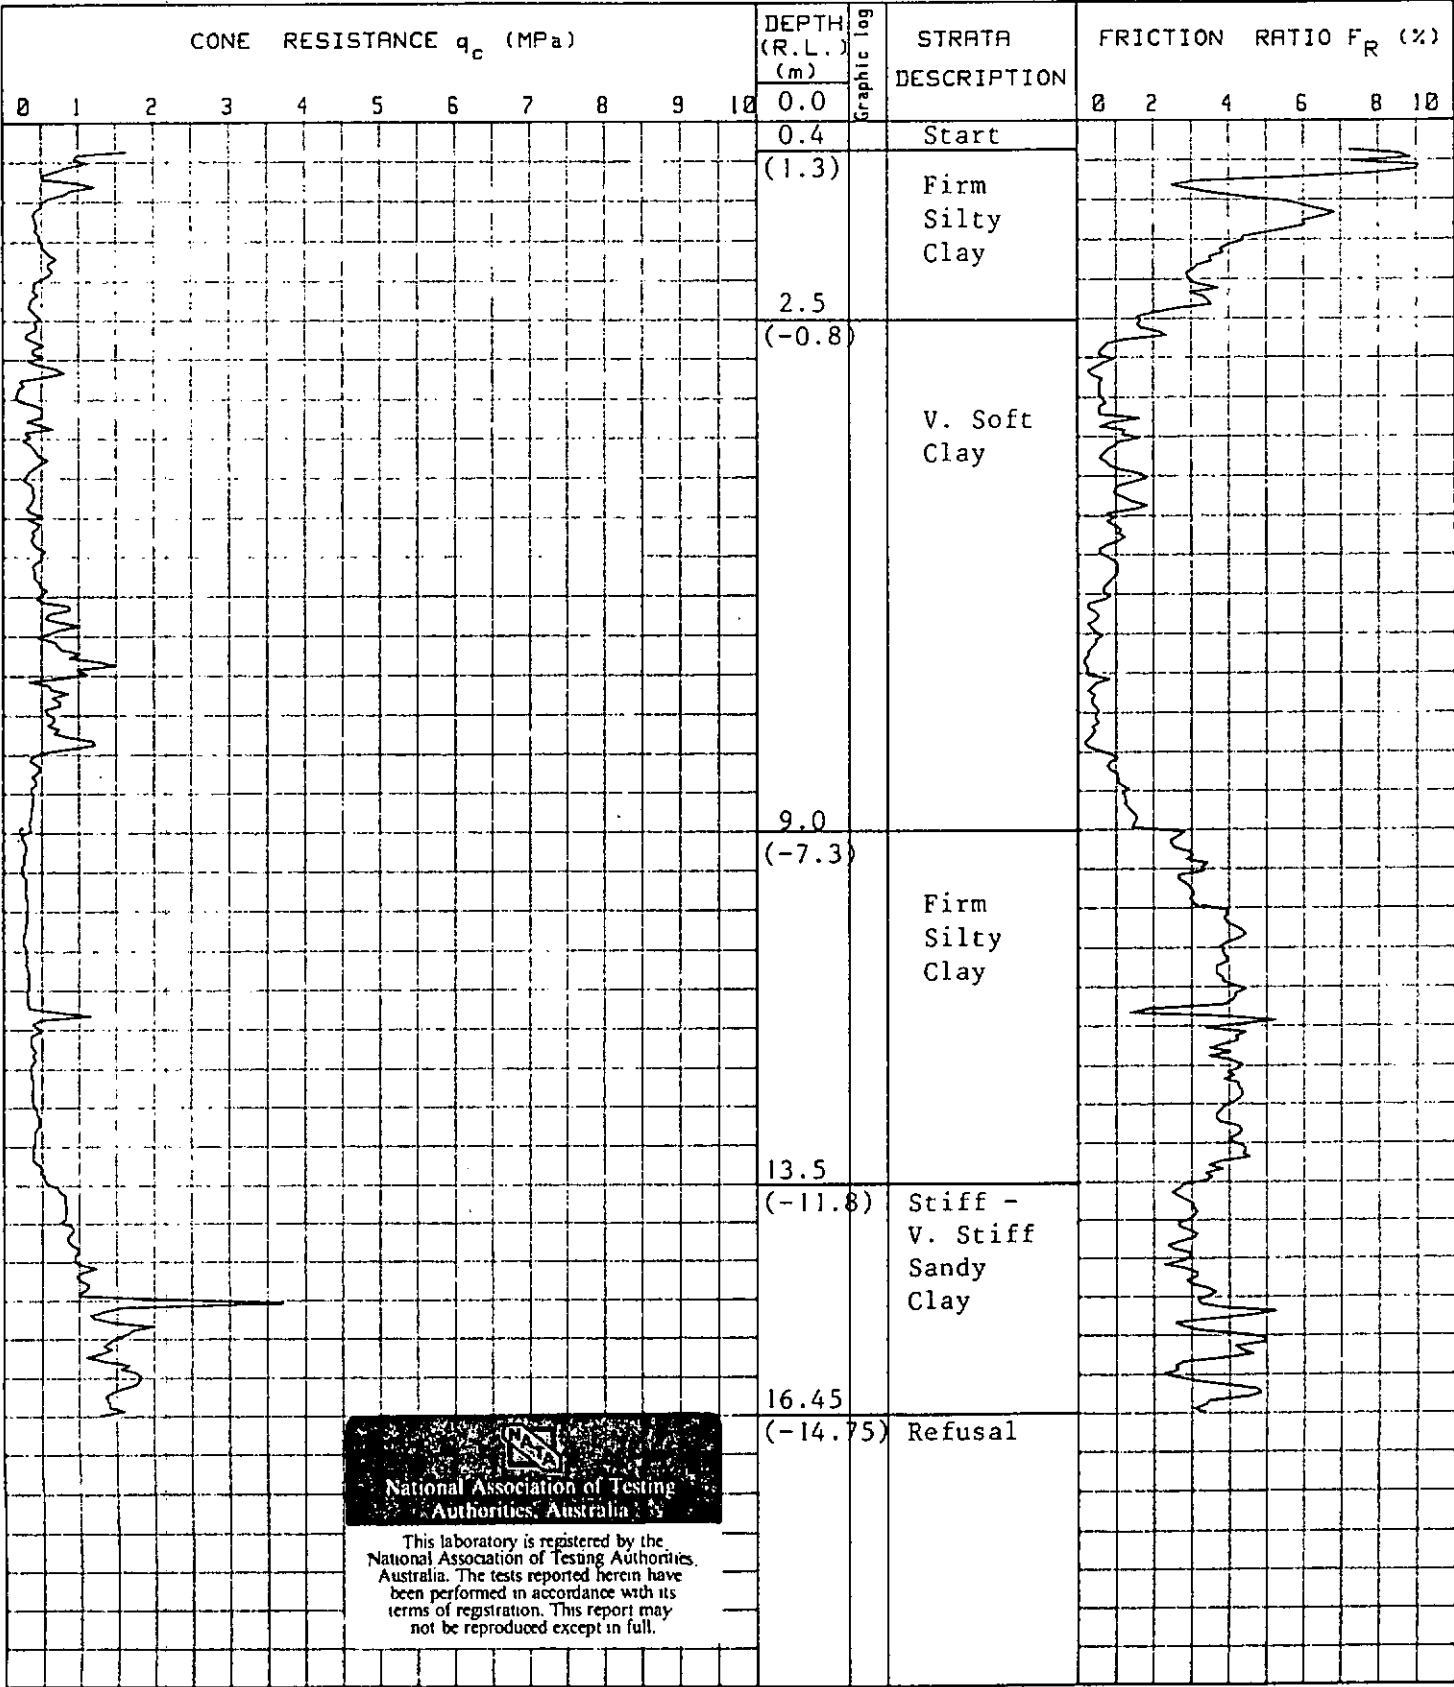 CONE RESISTANCE qc (MPa)
0 1 2 3 4 5 6 7 8 9 10
DEPTH
(R.L.)
(m)
0.0
Graphic log
STRATA
DESCRIPTION
FRICTION RATIO FR (%)
0 2 4 6 8 10
0.4 Start
(1.3)
Firm
Silty
Clay
2.5
(-0.8)
V. Soft
Clay
9.0
(-7.3)
Firm
Silty
Clay
13.5
(-11.8) Stiff -
V. Stiff
Sandy
Clay
16.45
(-14.75) Refusal
NATA
National Association of Testing
Authorities, Australia
This laboratory is registered by the
National Association of Testing Authorities,
Australia. The tests reported herein have
been performed in accordance with its
terms of registration. This report may
not be reproduced except in full.